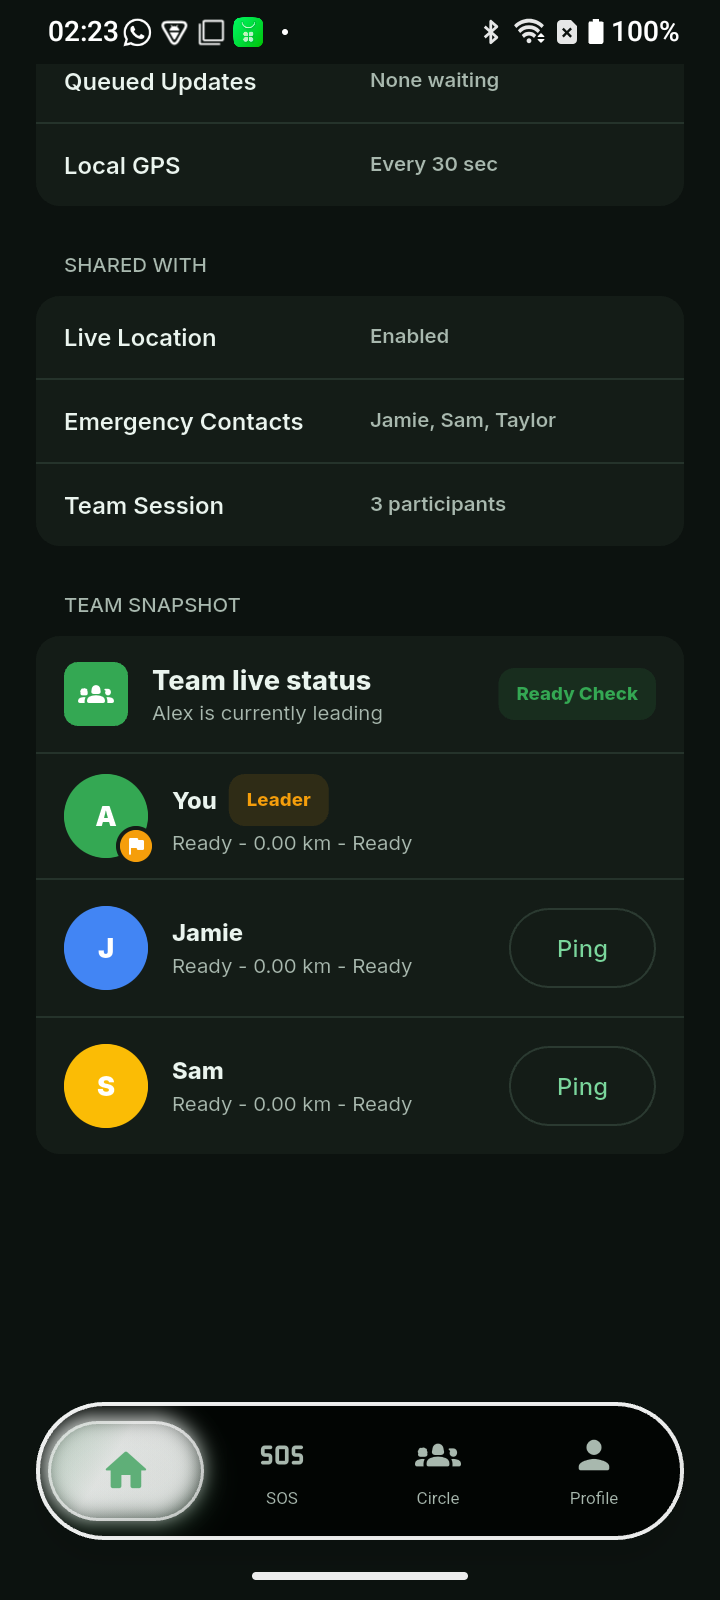 02:23
100%
Queued Updates None waiting
Local GPS Every 30 sec
SHARED WITH
Live Location Enabled
Emergency Contacts Jamie, Sam, Taylor
Team Session 3 participants
TEAM SNAPSHOT
Team live status
Alex is currently leading
Ready Check
A
You Leader
Ready - 0.00 km - Ready
J
Jamie
Ready - 0.00 km - Ready
Ping
S
Sam
Ready - 0.00 km - Ready
Ping
SOS
SOS
Circle
Profile